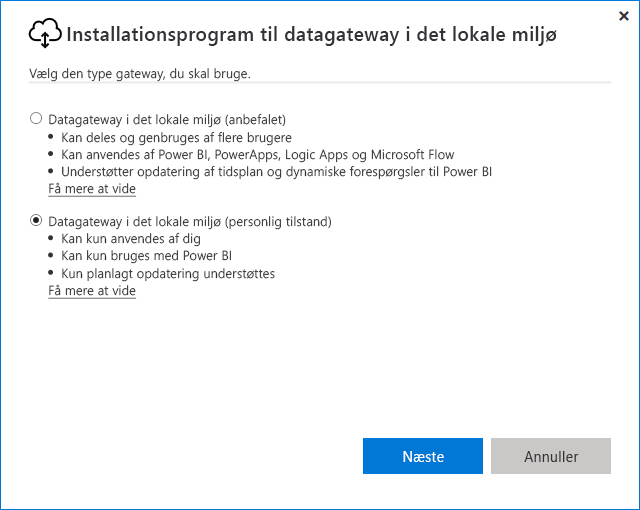 Installationsprogram til datagateway i det lokale miljø
Vælg den type gateway, du skal bruge.
Datagateway i det lokale miljø (anbefalet)
• Kan deles og genbruges af flere brugere
• Kan anvendes af Power BI, PowerApps, Logic Apps og Microsoft Flow
• Understøtter opdatering af tidsplan og dynamiske forespørgsler til Power BI
Få mere at vide
Datagateway i det lokale miljø (personlig tilstand)
• Kan kun anvendes af dig
• Kan kun bruges med Power BI
• Kun planlagt opdatering understøttes
Få mere at vide
Næste
Annuller